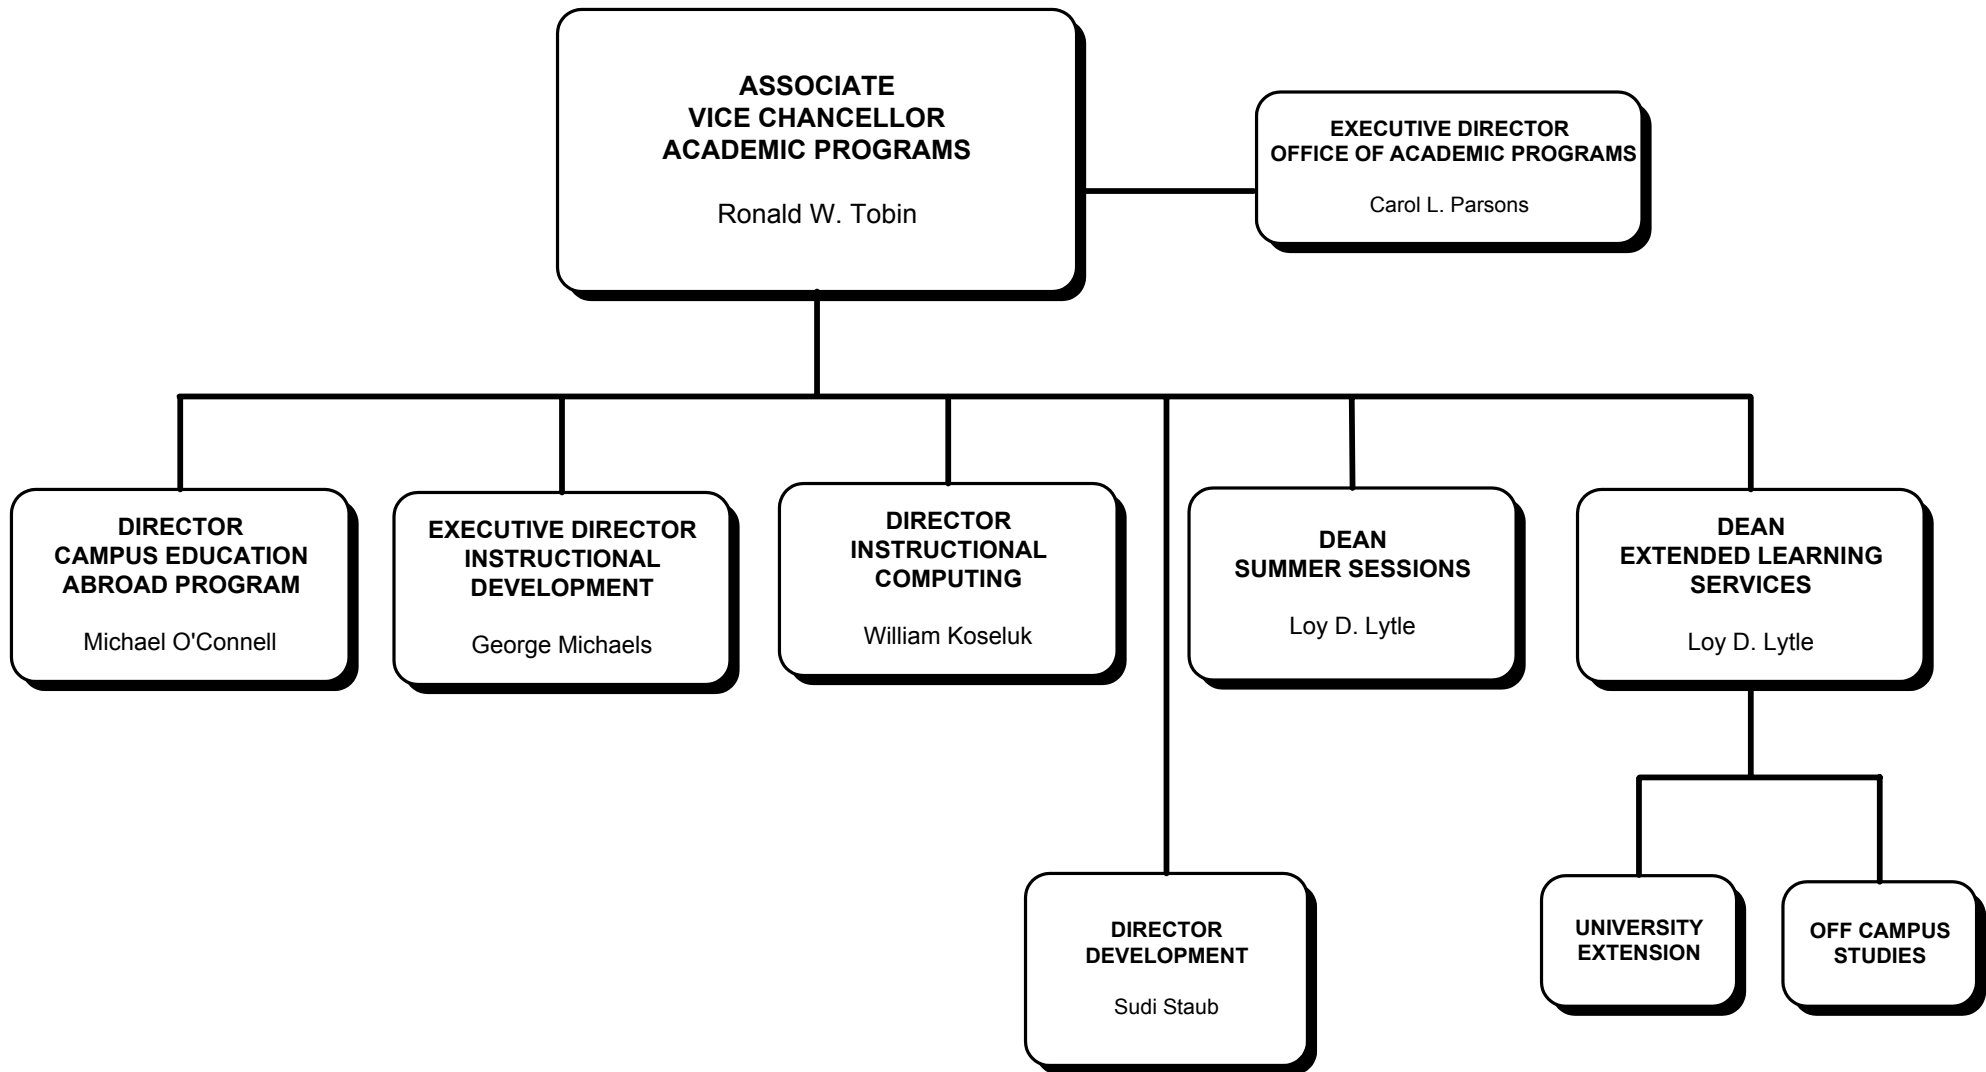 ASSOCIATE
VICE CHANCELLOR
ACADEMIC PROGRAMS
Ronald W. Tobin
EXECUTIVE DIRECTOR
OFFICE OF ACADEMIC PROGRAMS
Carol L. Parsons
DIRECTOR
CAMPUS EDUCATION
ABROAD PROGRAM
Michael O'Connell
EXECUTIVE DIRECTOR
INSTRUCTIONAL
DEVELOPMENT
George Michaels
DIRECTOR
INSTRUCTIONAL
COMPUTING
William Koseluk
DEAN
SUMMER SESSIONS
Loy D. Lytle
DEAN
EXTENDED LEARNING
SERVICES
Loy D. Lytle
DIRECTOR
DEVELOPMENT
Sudi Staub
UNIVERSITY
EXTENSION
OFF CAMPUS
STUDIES